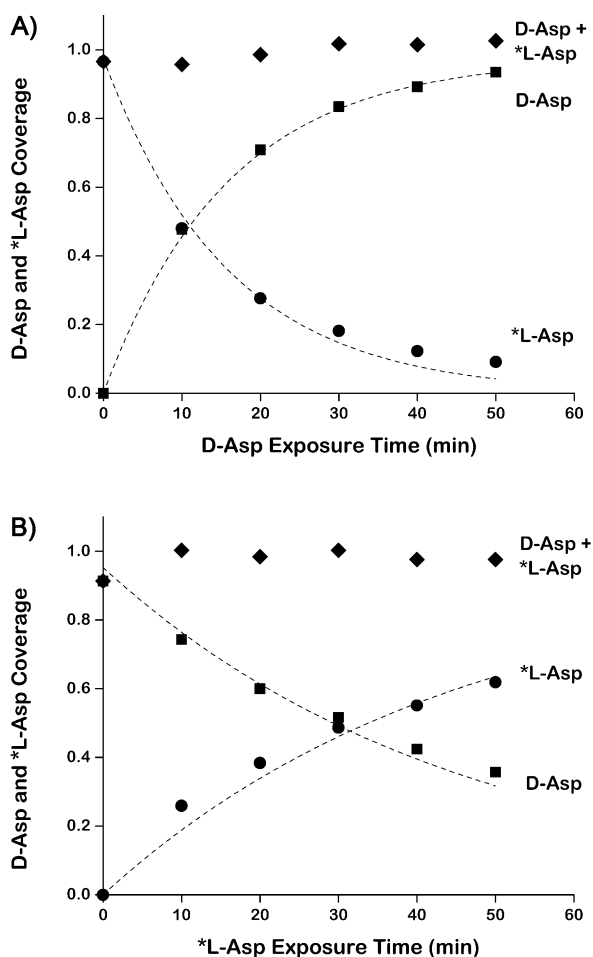 A)
D-Asp +
*L-Asp
D-Asp
*L-Asp
D-Asp and *L-Asp Coverage
1.0
0.8
0.6
0.4
0.2
0.0
0 10 20 30 40 50 60
D-Asp Exposure Time (min)
B)
D-Asp +
*L-Asp
*L-Asp
D-Asp
D-Asp and *L-Asp Coverage
1.0
0.8
0.6
0.4
0.2
0.0
0 10 20 30 40 50 60
*L-Asp Exposure Time (min)